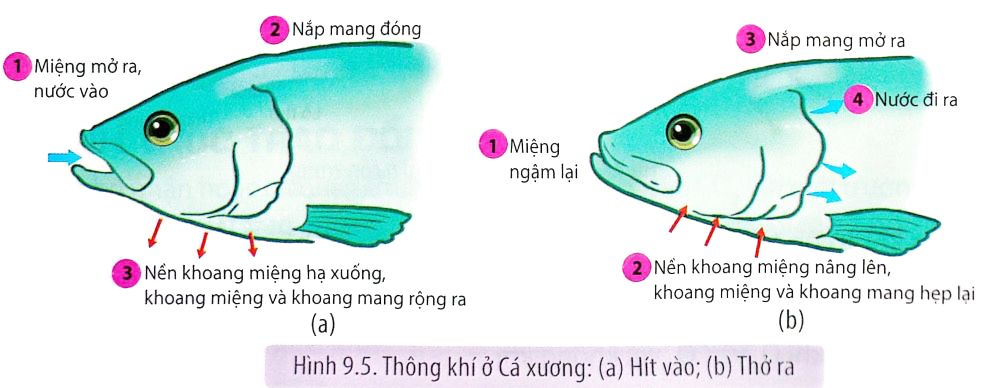 2 Nắp mang đóng
1 Miệng mở ra,
nước vào
3 Nền khoang miệng hạ xuống,
khoang miệng và khoang mang rộng ra
(a)
3 Nắp mang mở ra
4 Nước đi ra
1 Miệng
ngậm lại
2 Nền khoang miệng nâng lên,
khoang miệng và khoang mang hẹp lại
(b)
Hình 9.5. Thông khí ở Cá xương: (a) Hít vào; (b) Thở ra